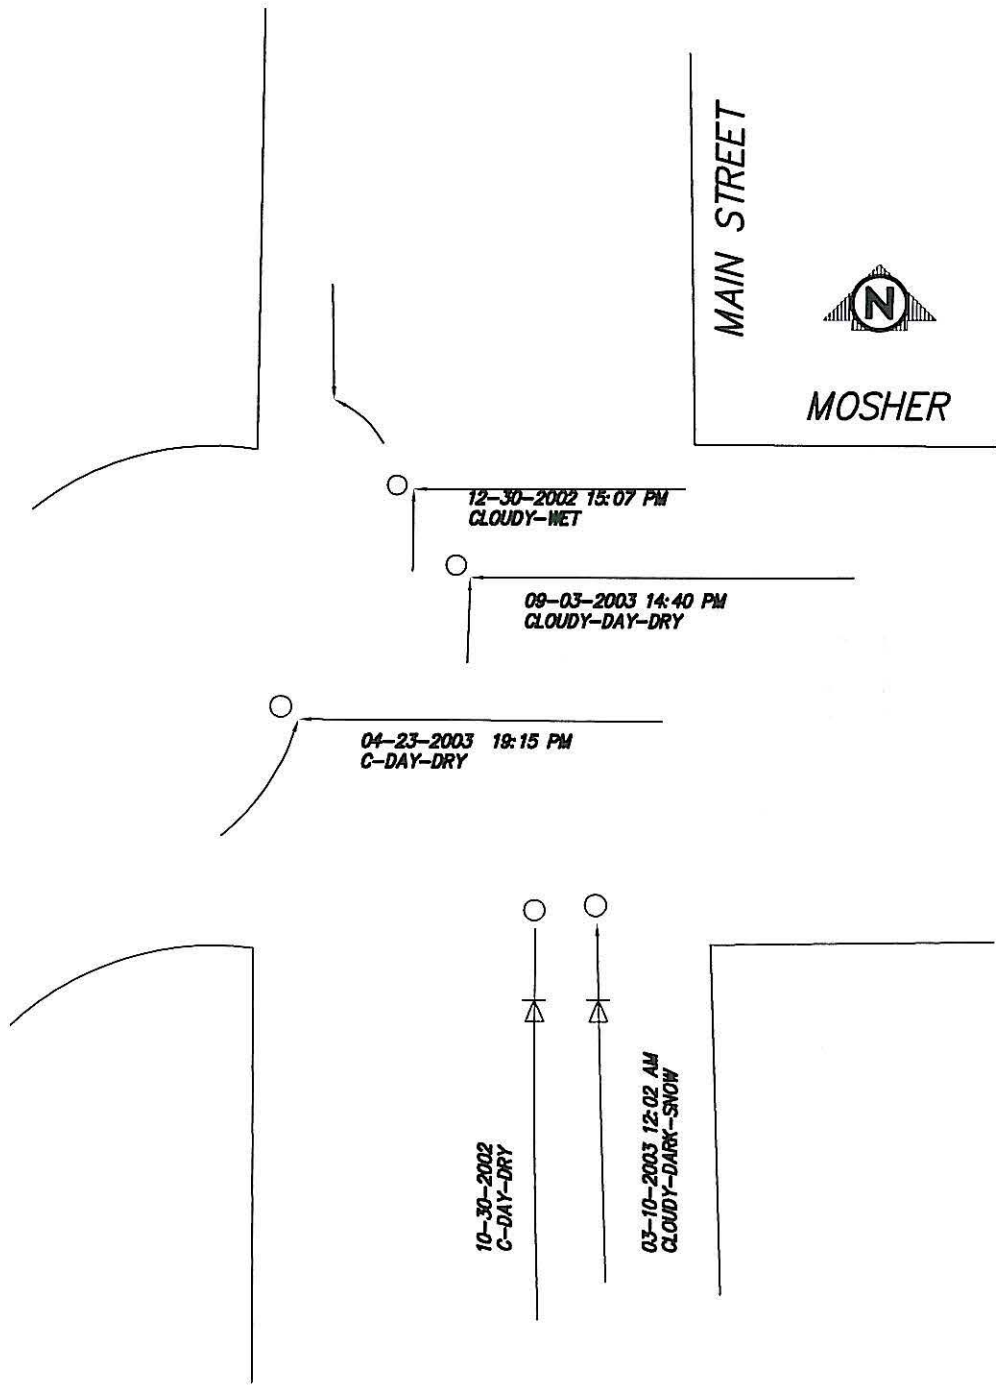 MAIN STREET
N
MOSHER
12-30-2002 15:07 PM
CLOUDY-WET
09-03-2003 14:40 PM
CLOUDY-DAY-DRY
04-23-2003 19:15 PM
C-DAY-DRY
10-30-2002
C-DAY-DRY
03-10-2003 12:02 AM
CLOUDY-DARK-SNOW